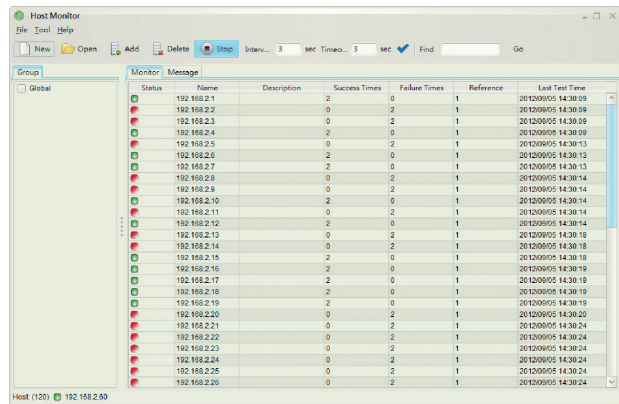 Host Monitor
File Tool Help
New Open Add Delete Stop Interv... 3 sec Timeo... 3 sec Find Go
Group Monitor Message
Global
Status Name Description Success Times Failure Times Reference Last Test Time
192.168.2.1 2 0 1 2012/09/05 14:30:09
192.168.2.2 0 2 1 2012/09/05 14:30:09
192.168.2.3 0 2 1 2012/09/05 14:30:09
192.168.2.4 2 0 1 2012/09/05 14:30:09
192.168.2.5 0 2 1 2012/09/05 14:30:13
192.168.2.6 2 0 1 2012/09/05 14:30:13
192.168.2.7 2 0 1 2012/09/05 14:30:13
192.168.2.8 0 2 1 2012/09/05 14:30:14
192.168.2.9 0 2 1 2012/09/05 14:30:14
192.168.2.10 2 0 1 2012/09/05 14:30:14
192.168.2.11 0 2 1 2012/09/05 14:30:14
192.168.2.12 2 0 1 2012/09/05 14:30:14
192.168.2.13 0 2 1 2012/09/05 14:30:18
192.168.2.14 0 2 1 2012/09/05 14:30:18
192.168.2.15 2 0 1 2012/09/05 14:30:18
192.168.2.16 2 0 1 2012/09/05 14:30:19
192.168.2.17 2 0 1 2012/09/05 14:30:19
192.168.2.18 2 0 1 2012/09/05 14:30:19
192.168.2.19 2 0 1 2012/09/05 14:30:19
192.168.2.20 0 2 1 2012/09/05 14:30:20
192.168.2.21 0 2 1 2012/09/05 14:30:24
192.168.2.22 0 2 1 2012/09/05 14:30:24
192.168.2.23 0 2 1 2012/09/05 14:30:24
192.168.2.24 0 2 1 2012/09/05 14:30:24
192.168.2.25 0 2 1 2012/09/05 14:30:24
192.168.2.26 0 2 1 2012/09/05 14:30:24
Host (120) 192.168.2.60